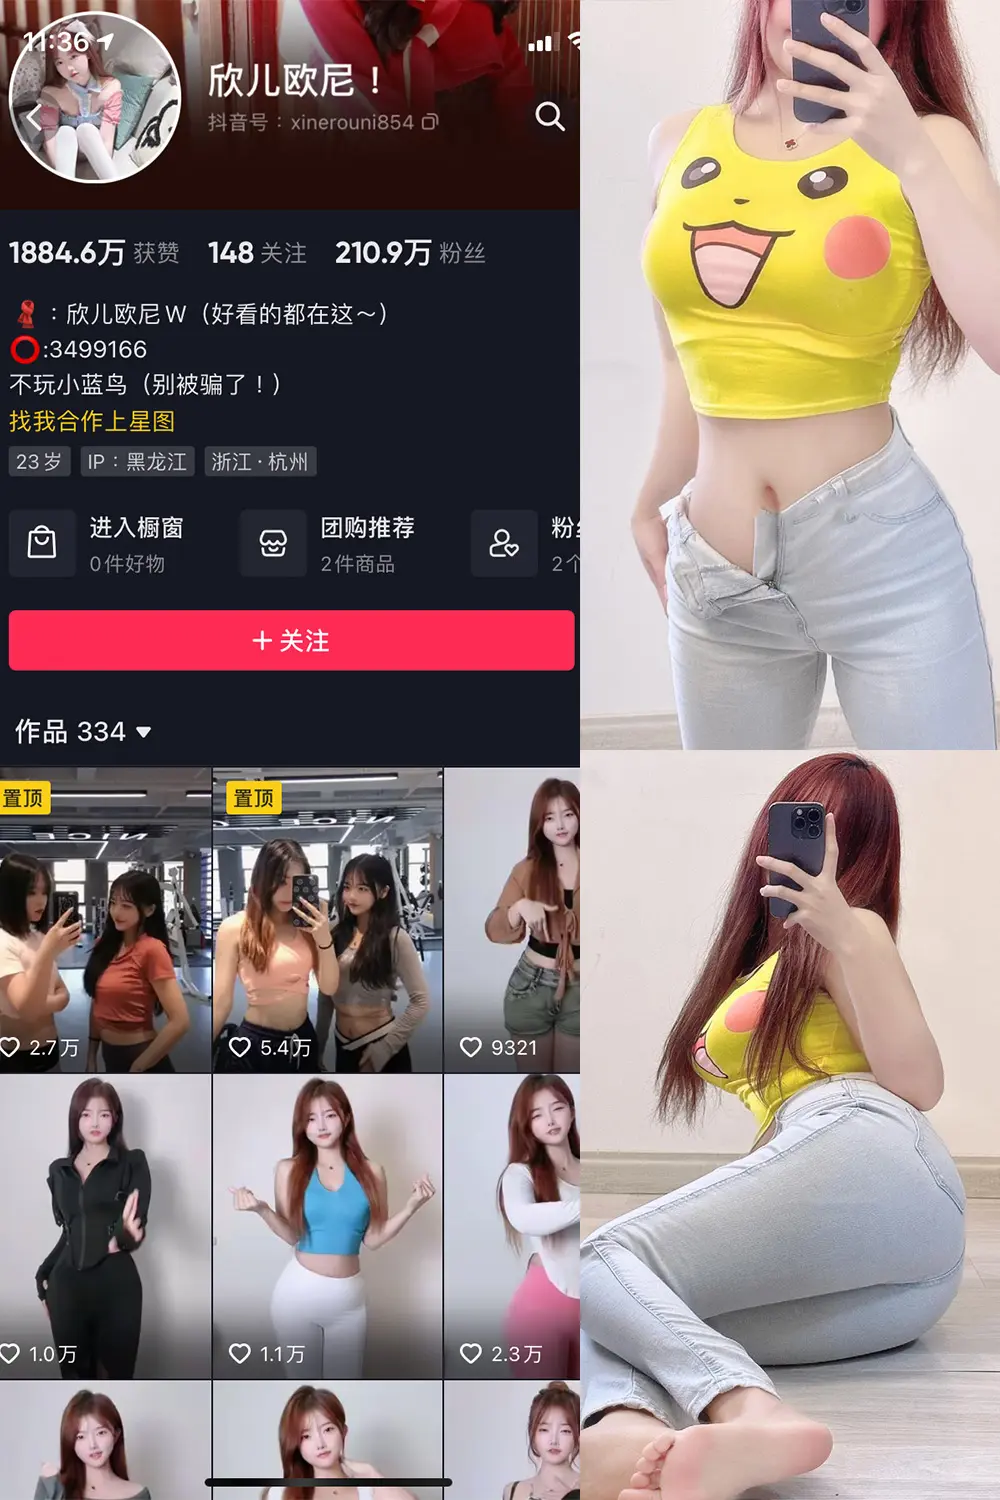 11:36
欣儿欧尼！
抖音号：xinerouni854
1884.6万 获赞 148 关注 210.9万 粉丝
：欣儿欧尼W（好看的都在这～）
:3499166
不玩小蓝鸟（别被骗了！）
找我合作上星图
23岁 IP：黑龙江 浙江·杭州
进入橱窗 团购推荐
0件好物 2件商品 2个
+ 关注
作品 334
置顶 置顶
2.7万 5.4万 9321
1.0万 1.1万 2.3万